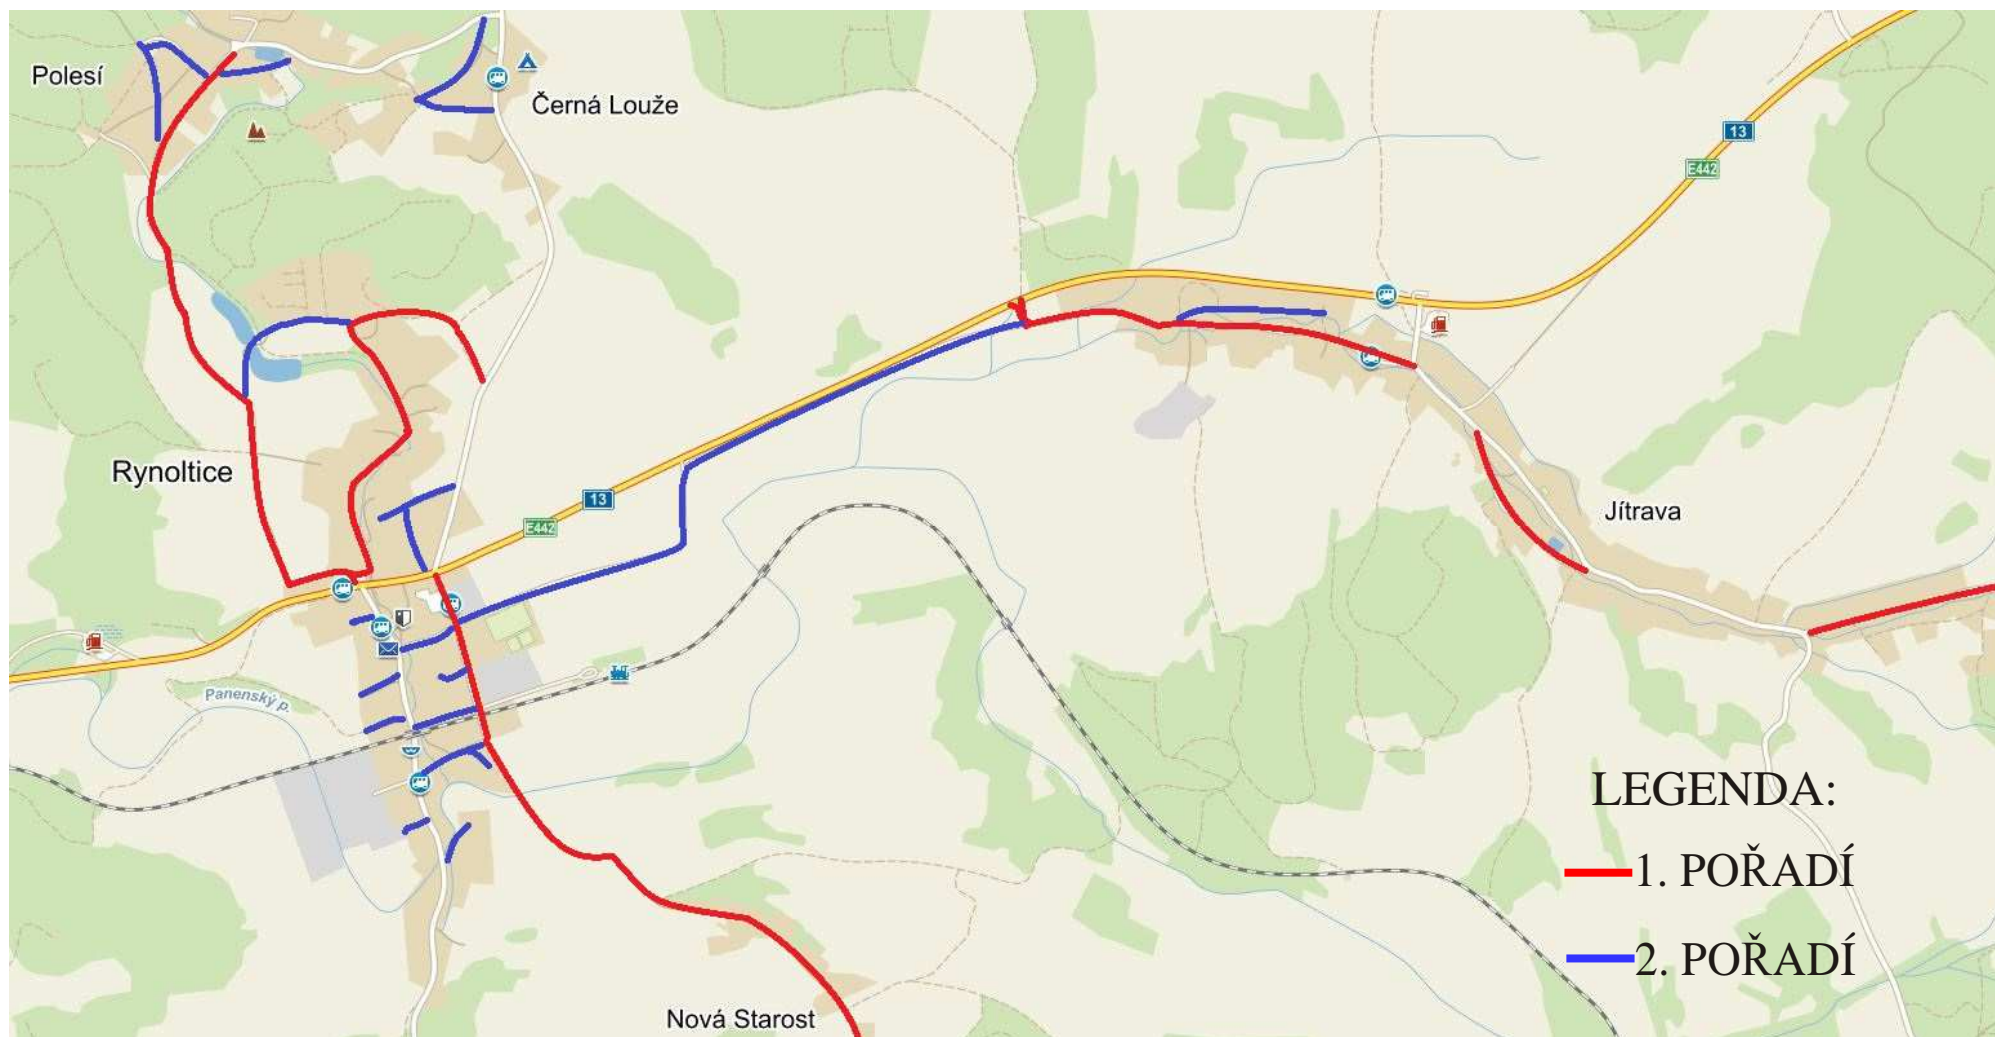 Polesí
Černá Louže
13
E442
Rynoltice
13
E442
Jítrava
Panenský p.
LEGENDA:
1. POŘADÍ
2. POŘADÍ
Nová Starost